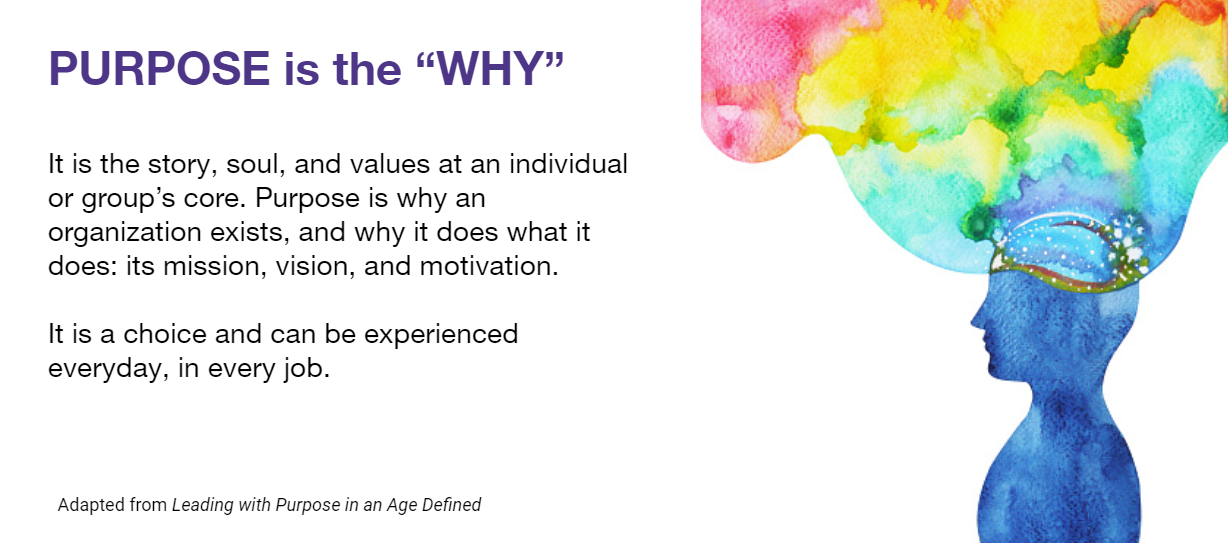 PURPOSE is the “WHY”
It is the story, soul, and values at an individual
or group’s core. Purpose is why an
organization exists, and why it does what it
does: its mission, vision, and motivation.
It is a choice and can be experienced
everyday, in every job.
Adapted from Leading with Purpose in an Age Defined